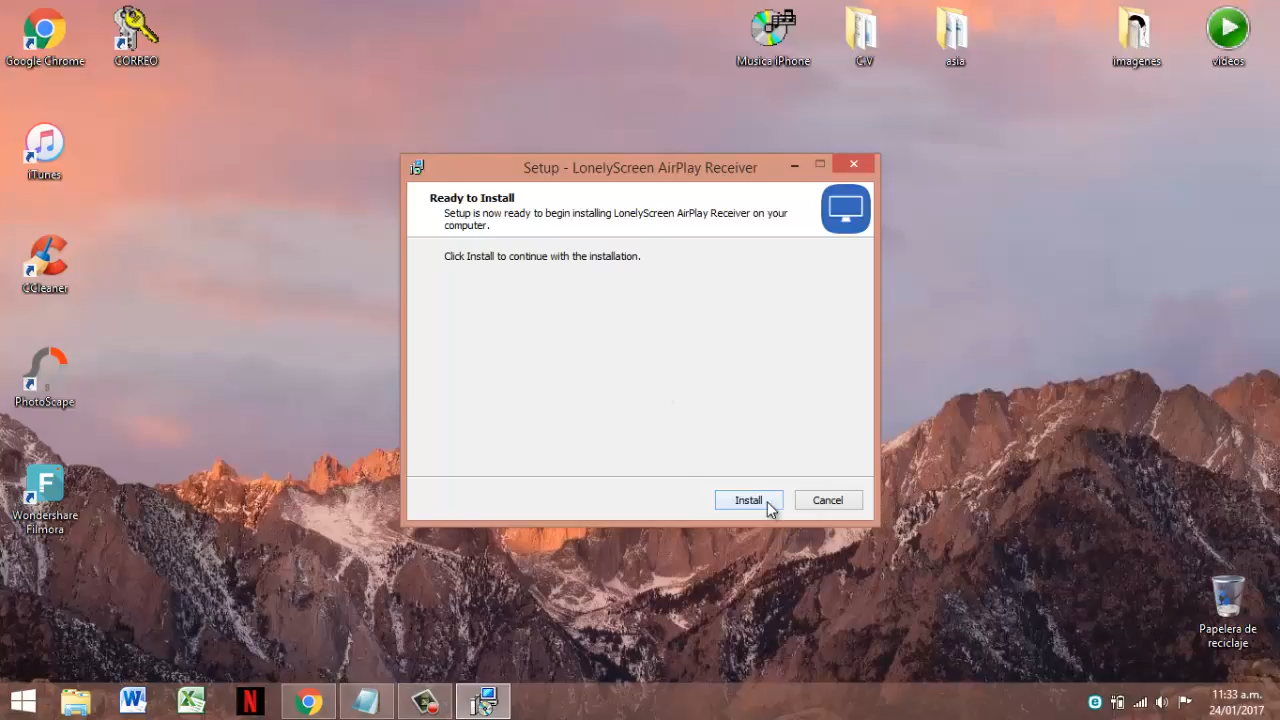 Google Chrome
CORREO
Musica iPhone
C.V
asia
imagenes
videos
iTunes
CCleaner
PhotoScape
F
Wondershare
Filmora
Setup - LonelyScreen AirPlay Receiver
Ready to Install
Setup is now ready to begin installing LonelyScreen AirPlay Receiver on your
computer.
Click Install to continue with the installation.
Install
Cancel
Papelera de
reciclaje
N
11:33 a.m.
24/01/2017